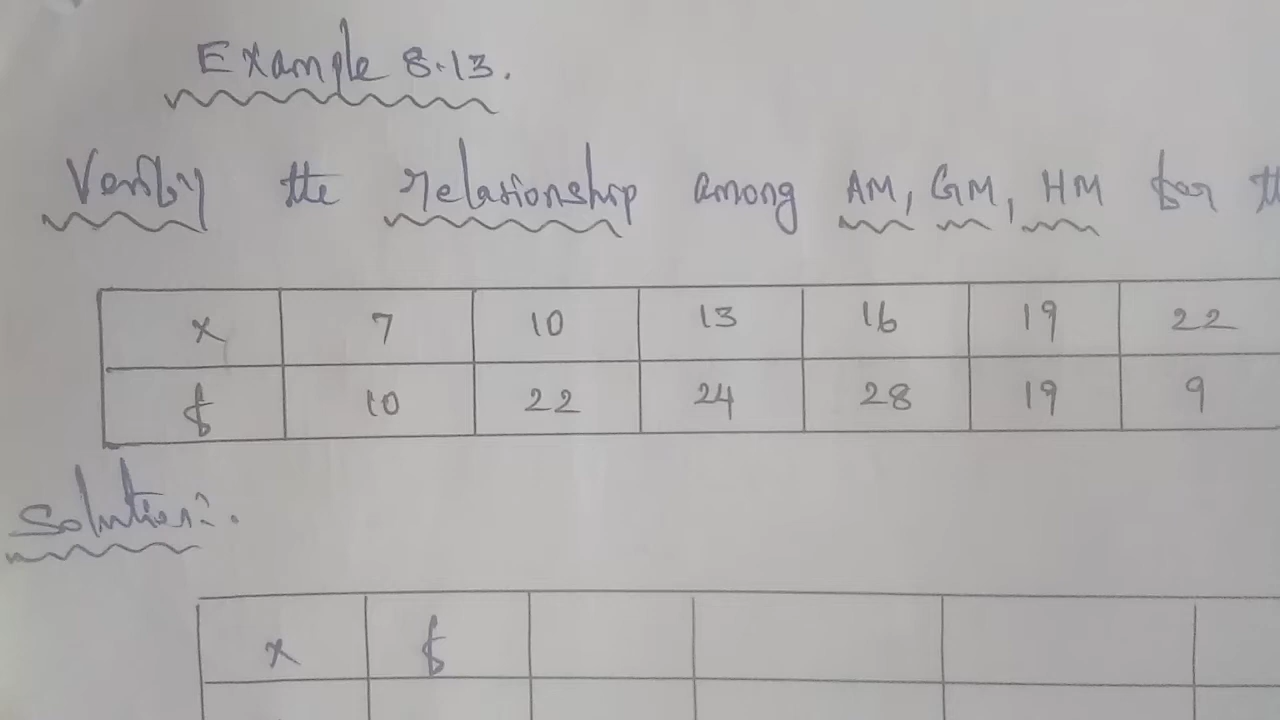 Example 8.13.
Verify the relationship among AM, GM, HM for th
x 7 10 13 16 19 22
f 10 22 24 28 19 9
Solution:-.
x f